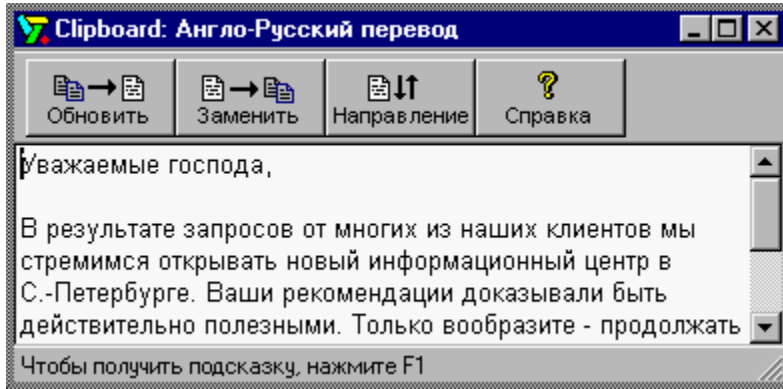 Clipboard: Англо-Русский перевод
Обновить Заменить Направление Справка
Уважаемые господа,
В результате запросов от многих из наших клиентов мы
стремимся открывать новый информационный центр в
С.-Петербурге. Ваши рекомендации доказывали быть
действительно полезными. Только вообразите - продолжать
Чтобы получить подсказку, нажмите F1